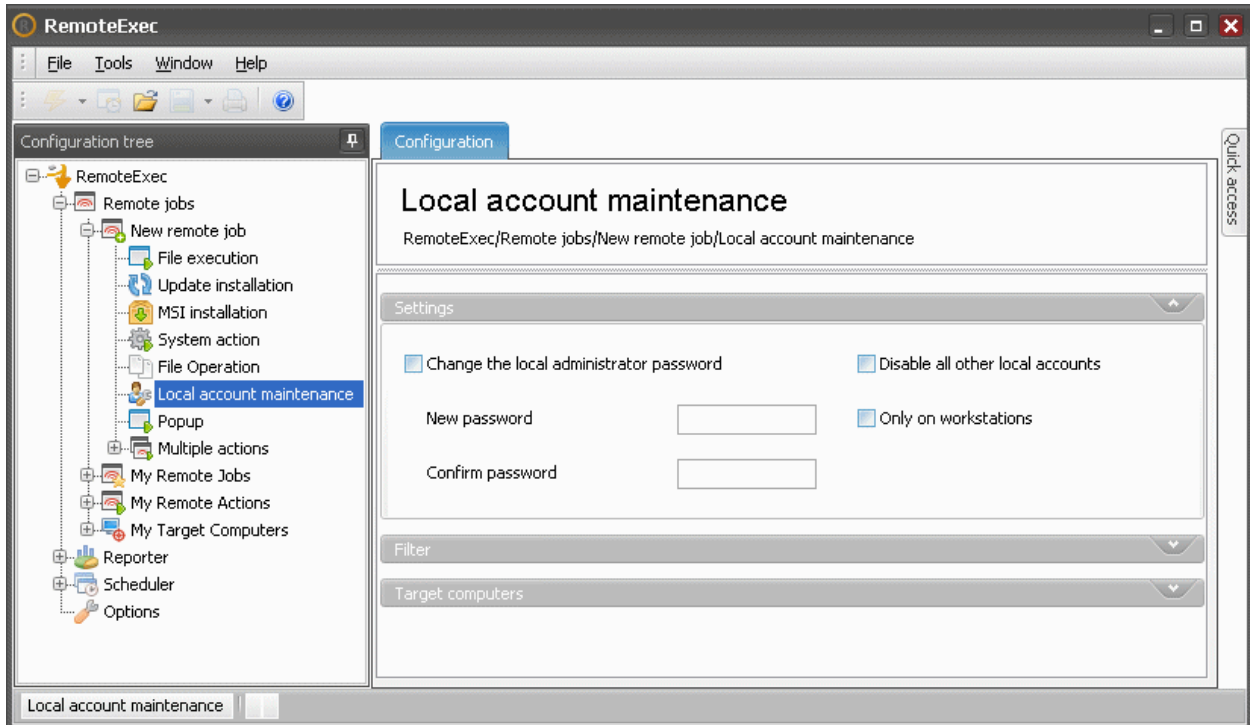 RemoteExec
File Tools Window Help
Configuration tree
RemoteExec
Remote jobs
New remote job
File execution
Update installation
MSI installation
System action
File Operation
Local account maintenance
Popup
Multiple actions
My Remote Jobs
My Remote Actions
My Target Computers
Reporter
Scheduler
Options
Configuration
Local account maintenance
RemoteExec/Remote jobs/New remote job/Local account maintenance
Settings
Change the local administrator password
Disable all other local accounts
New password
Only on workstations
Confirm password
Filter
Target computers
Quick access
Local account maintenance